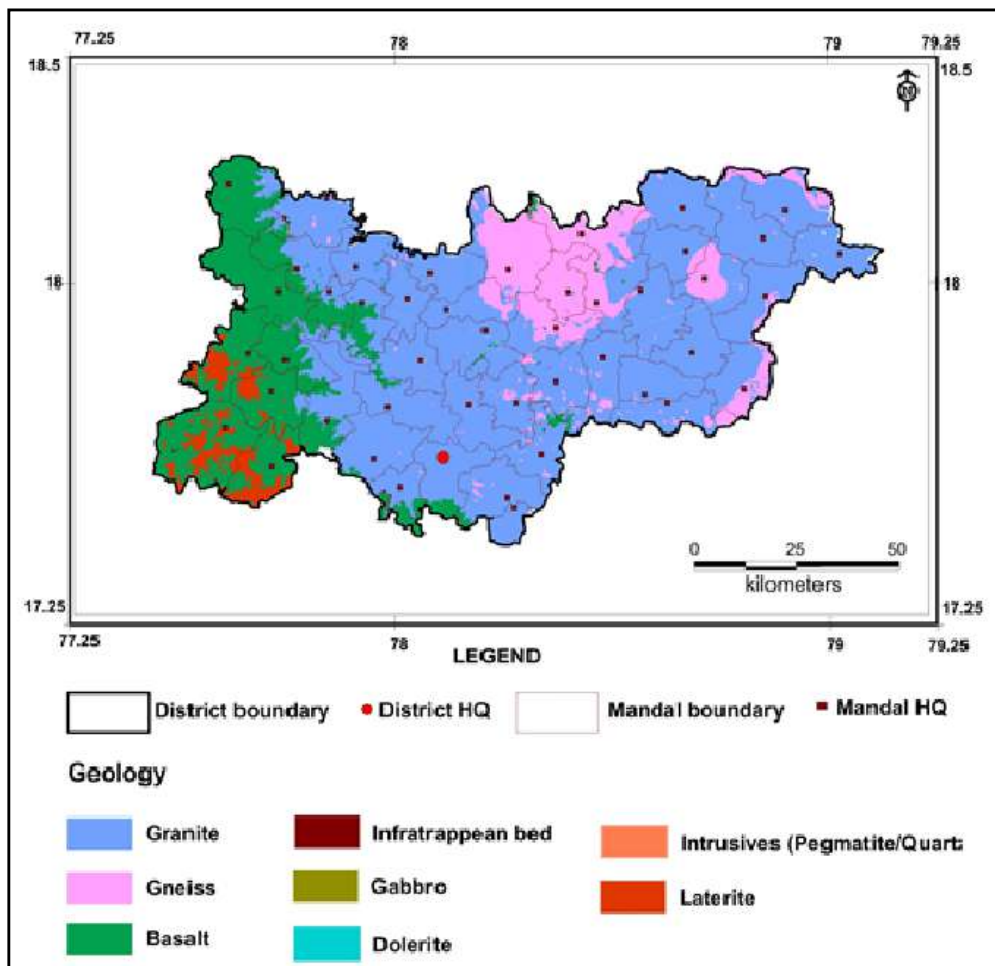 77.25 78 79 79.25
18.5 18.5
N
18 18
0 25 50
kilometers
17.25 17.25
77.25 78 79 79.25
LEGEND
District boundary District HQ Mandal boundary Mandal HQ
Geology
Granite Infratrappean bed Intrusives (Pegmatite/Quart
Gneiss Gabbro Laterite
Basalt Dolerite